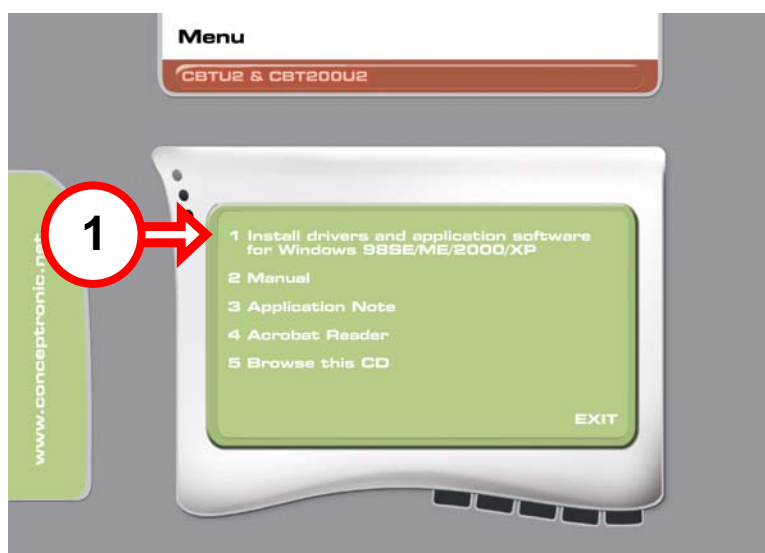 Menu
CBTU2 & CBT200U2
1
1 Install drivers and application software
for Windows 98SE/ME/2000/XP
2 Manual
3 Application Note
4 Acrobat Reader
5 Browse this CD
EXIT
www.conceptronic.net